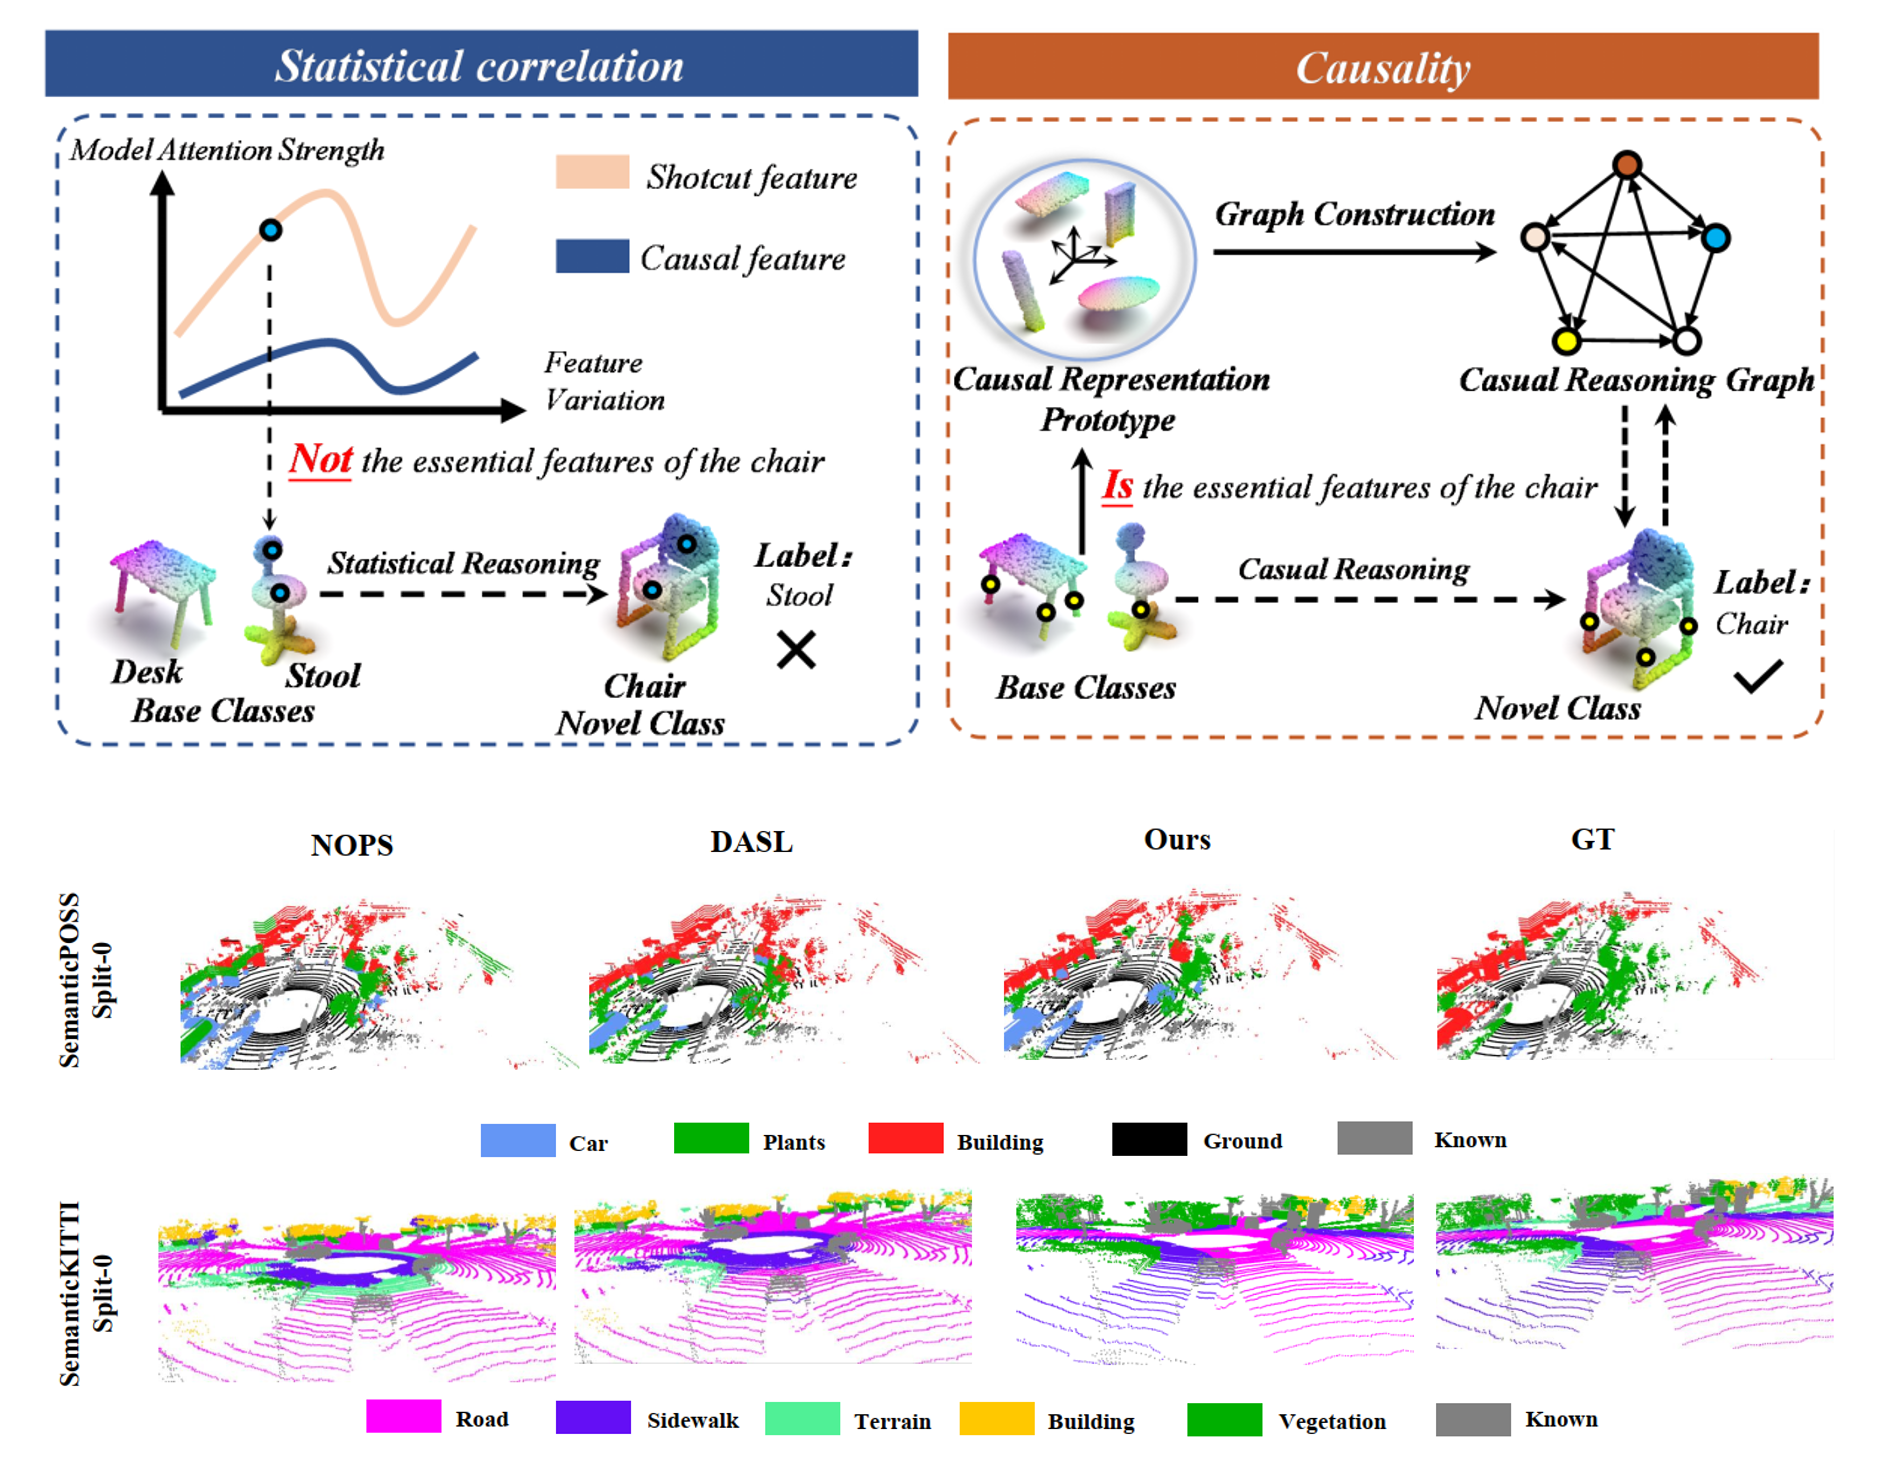 Statistical correlation
Model Attention Strength
Shotcut feature
Causal feature
Feature
Variation
Not the essential features of the chair
Statistical Reasoning
Label:
Stool
Desk
Stool
Base Classes
Chair
Novel Class
Causality
Graph Construction
Causal Representation
Prototype
Casual Reasoning Graph
Is the essential features of the chair
Casual Reasoning
Label:
Chair
Base Classes
Novel Class
NOPS
DASL
Ours
GT
SemanticPOSS
Split-0
Car
Plants
Building
Ground
Known
SemanticKITTI
Split-0
Road
Sidewalk
Terrain
Building
Vegetation
Known